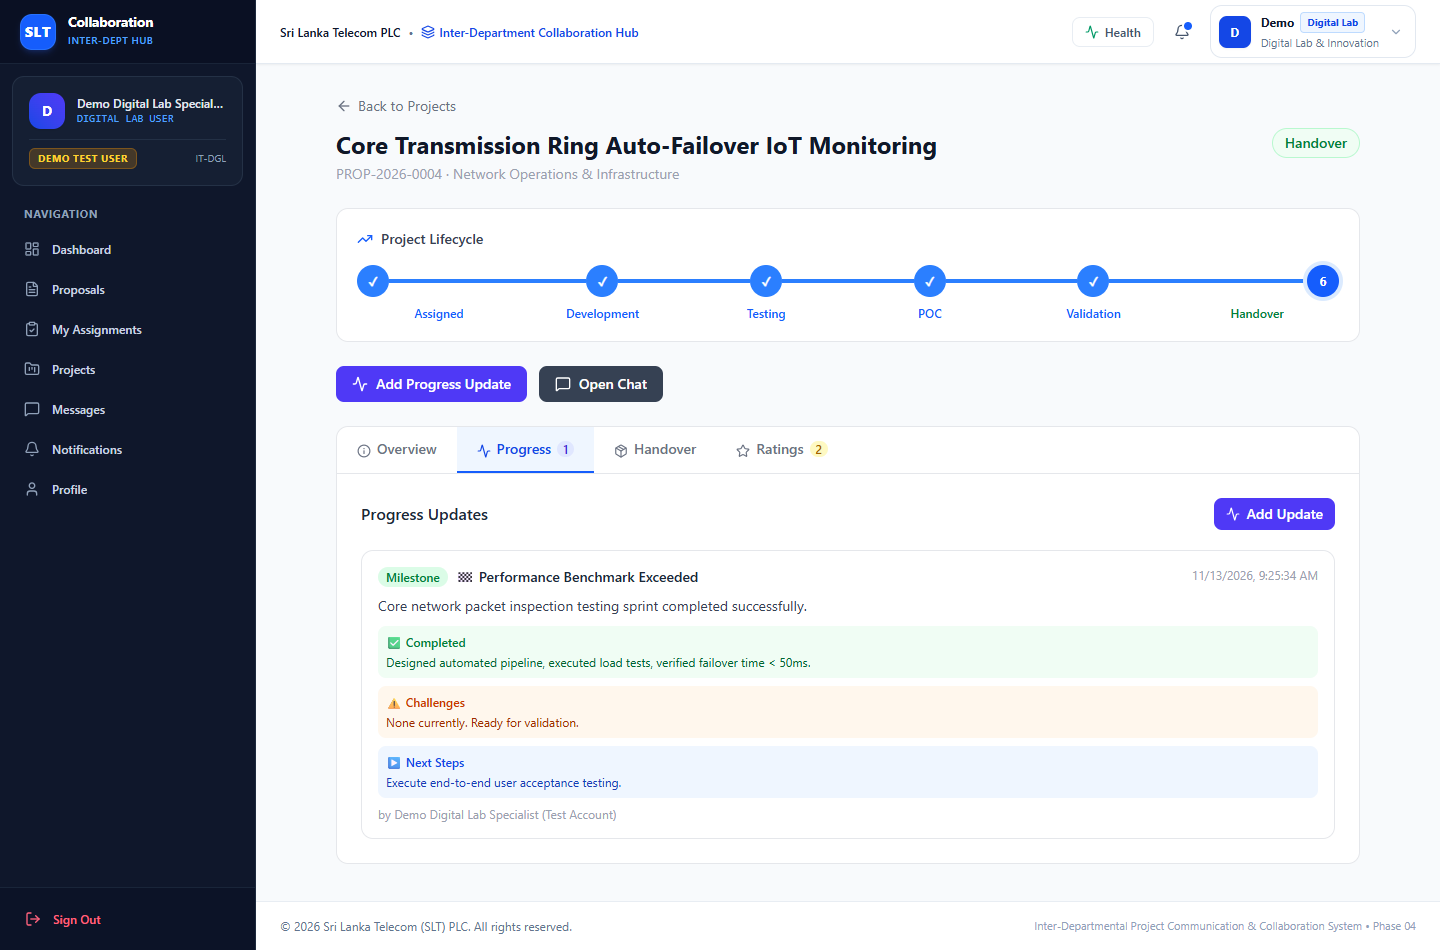 SLT
Collaboration
INTER-DEPT HUB
D
Demo Digital Lab Special...
DIGITAL LAB USER
DEMO TEST USER
IT-DGL
NAVIGATION
Dashboard
Proposals
My Assignments
Projects
Messages
Notifications
Profile
Sign Out
Sri Lanka Telecom PLC • Inter-Department Collaboration Hub
Health
D
Demo Digital Lab
Digital Lab & Innovation
Back to Projects
Core Transmission Ring Auto-Failover IoT Monitoring
Handover
PROP-2026-0004 · Network Operations & Infrastructure
Project Lifecycle
6
Assigned Development Testing POC Validation Handover
Add Progress Update Open Chat
Overview Progress 1 Handover Ratings 2
Progress Updates
Add Update
Milestone Performance Benchmark Exceeded
11/13/2026, 9:25:34 AM
Core network packet inspection testing sprint completed successfully.
Completed
Designed automated pipeline, executed load tests, verified failover time < 50ms.
Challenges
None currently. Ready for validation.
Next Steps
Execute end-to-end user acceptance testing.
by Demo Digital Lab Specialist (Test Account)
© 2026 Sri Lanka Telecom (SLT) PLC. All rights reserved.
Inter-Departmental Project Communication & Collaboration System • Phase 04